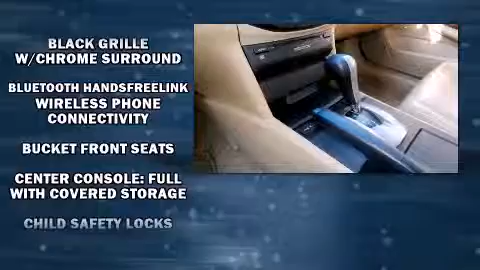 BLACK GRILLE
W/CHROME SURROUND
BLUETOOTH HANDSFREELINK
WIRELESS PHONE
CONNECTIVITY
BUCKET FRONT SEATS
CENTER CONSOLE: FULL
WITH COVERED STORAGE
CHILD SAFETY LOCKS